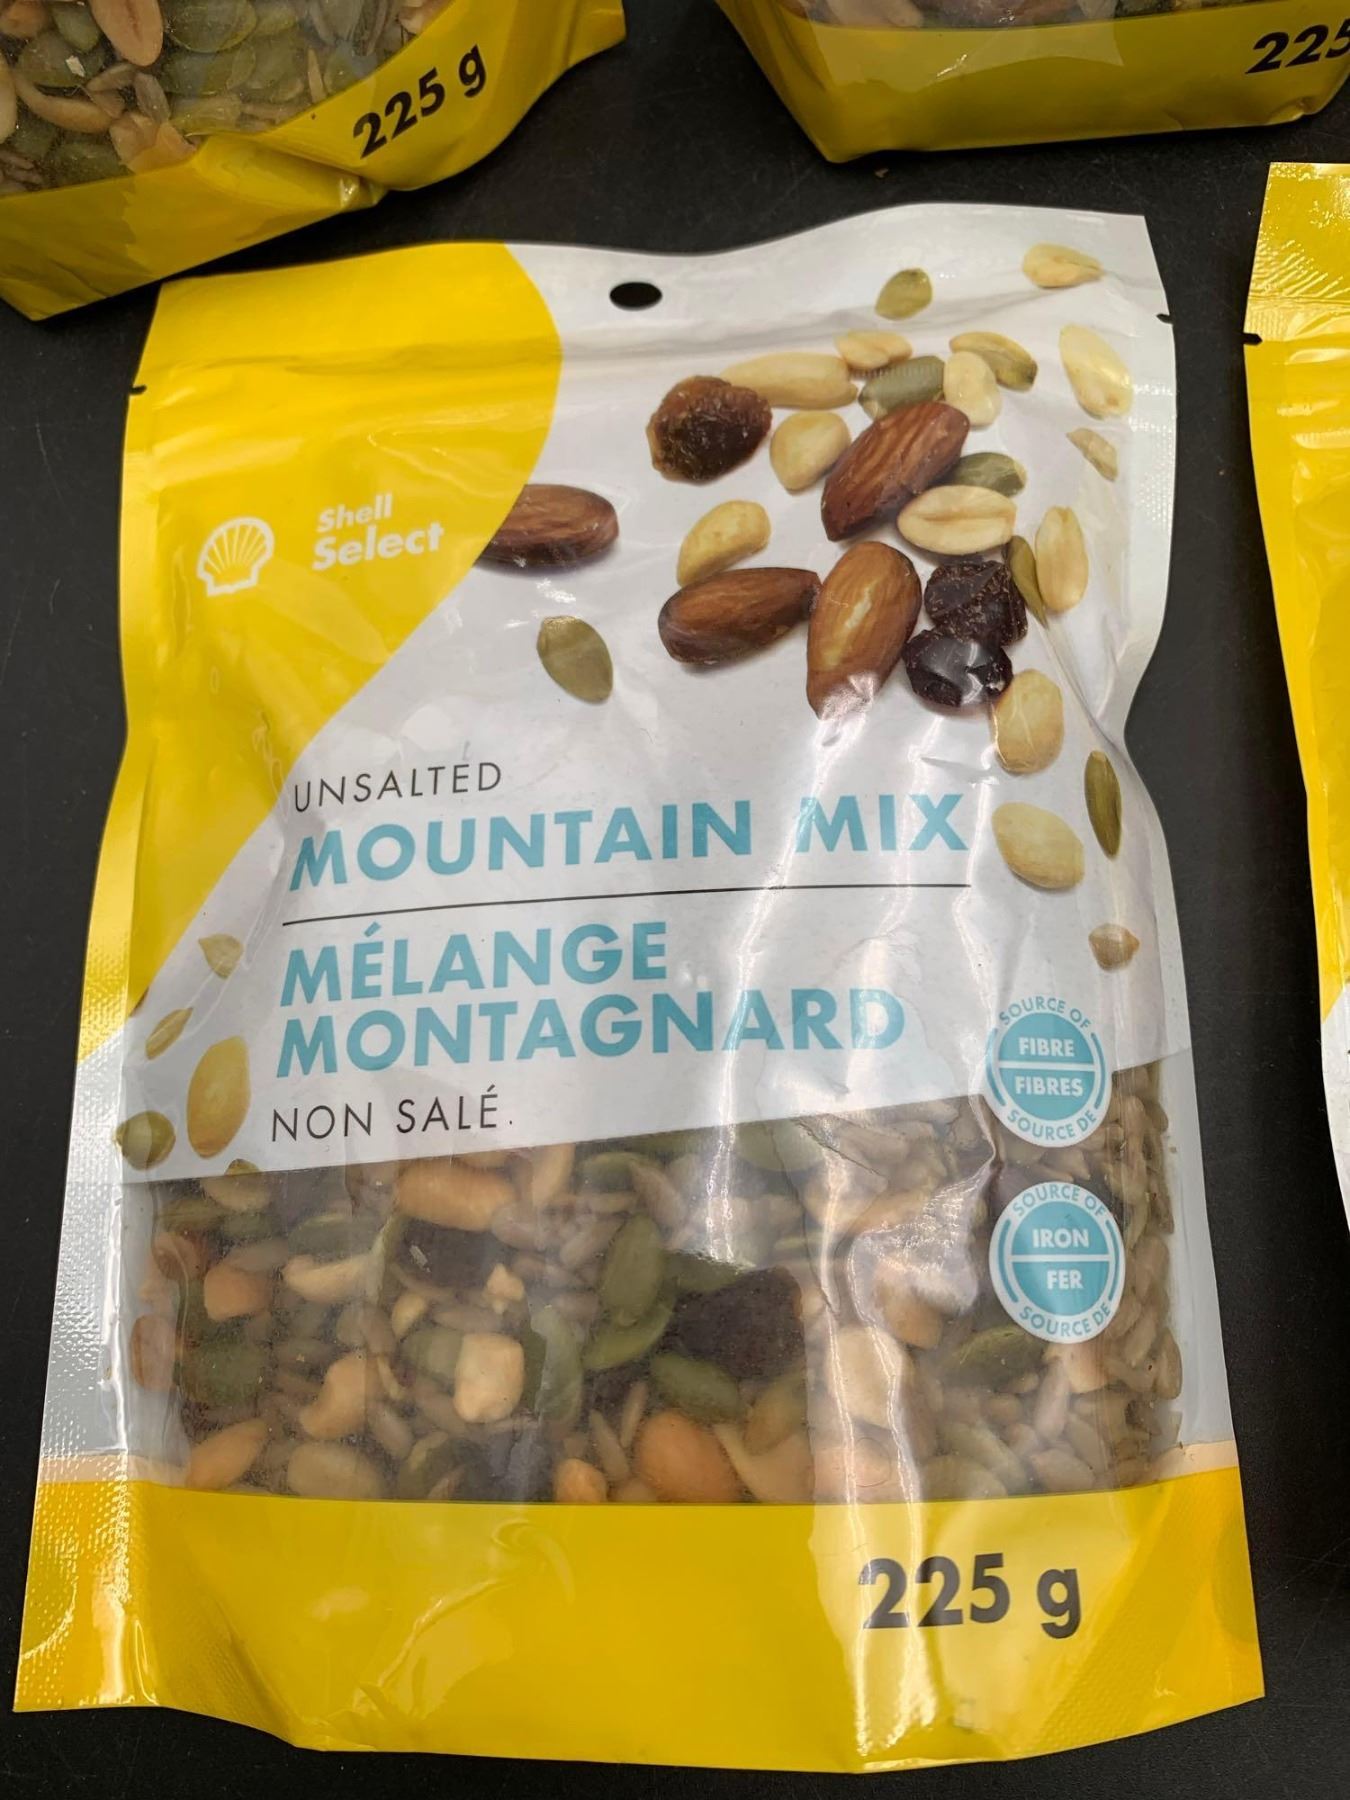 225 g
225
Shell
Select
UNSALTED
MOUNTAIN MIX
MÉLANGE
MONTAGNARD
NON SALÉ.
SOURCE OF
FIBRE
FIBRES
SOURCE DE
SOURCE OF
IRON
FER
SOURCE DE
225 g